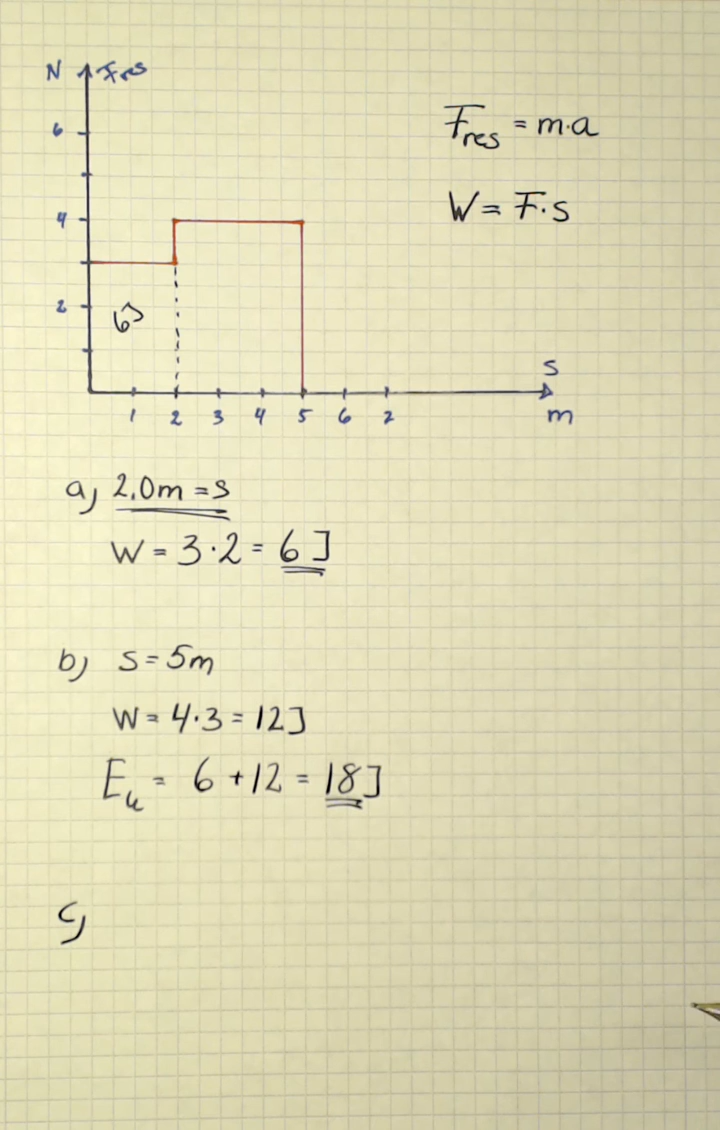 N Fres
6
4
2
6J
1 2 3 4 5 6 7
s
m
Fres = m·a
W = F·s
a) 2,0m = s
W = 3·2 = 6 J
b) s = 5m
W = 4·3 = 12J
Ek = 6 + 12 = 18J
c)